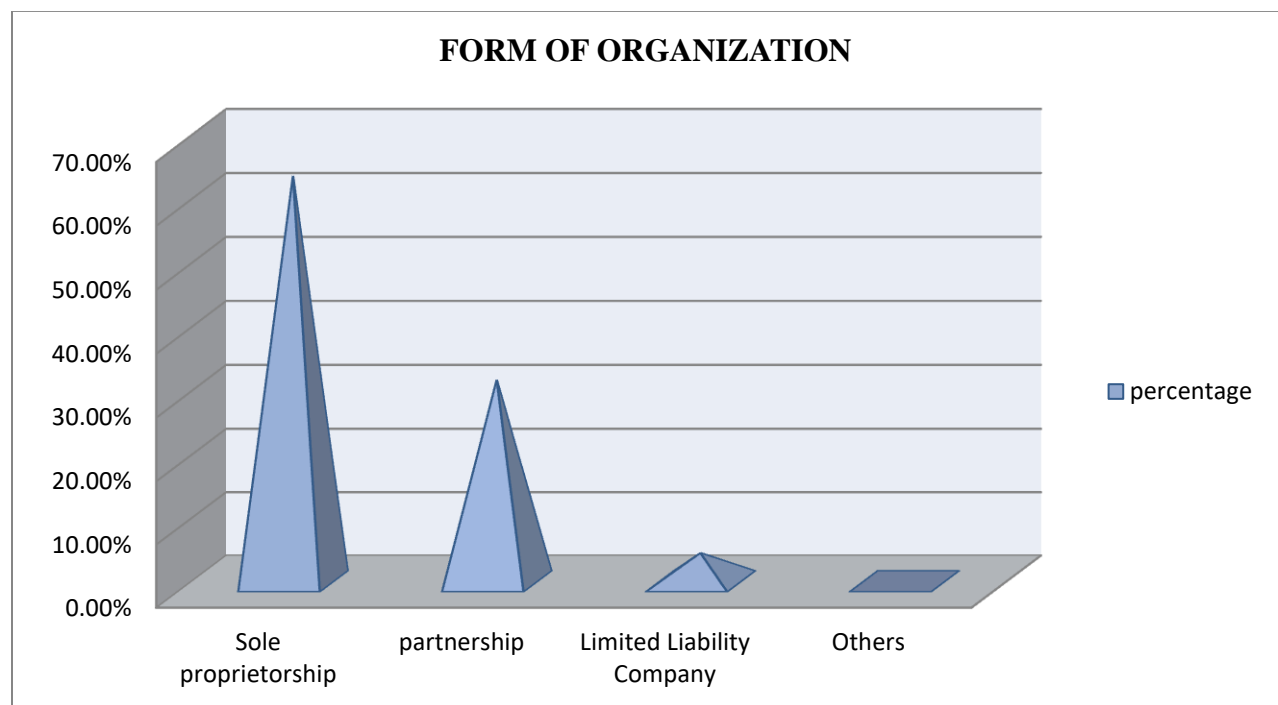 FORM OF ORGANIZATION
70.00%
60.00%
50.00%
40.00%
30.00%
20.00%
10.00%
0.00%
Sole
proprietorship
partnership
Limited Liability
Company
Others
percentage